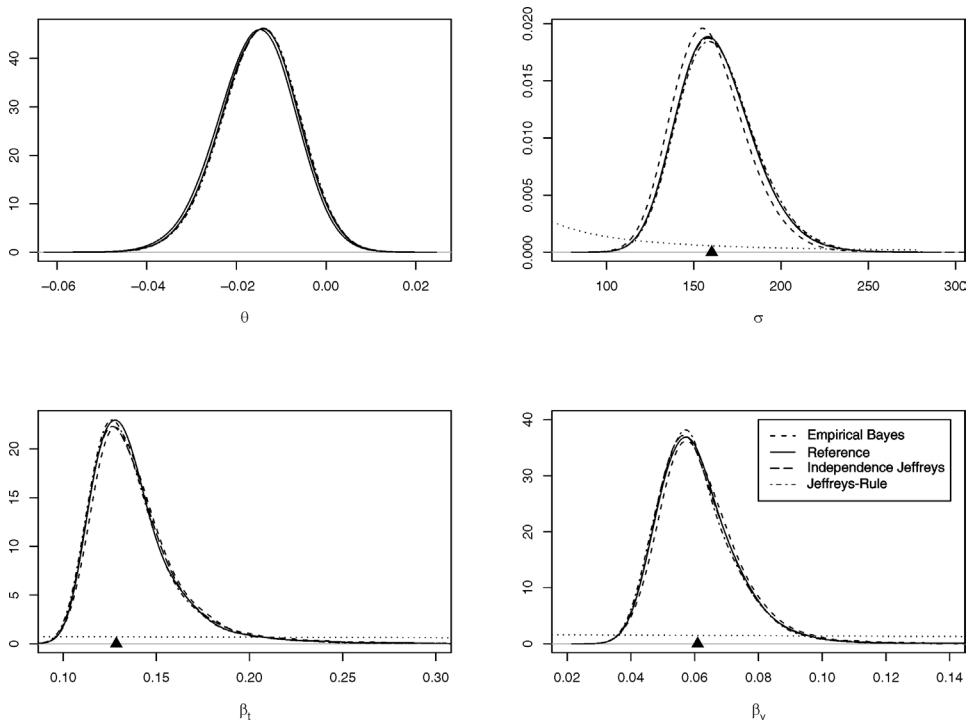 0 10 20 30 40
−0.06 −0.04 −0.02 0.00 0.02
θ
0.000 0.005 0.010 0.015 0.020
100 150 200 250 300
σ
0 5 10 15 20
0.10 0.15 0.20 0.25 0.30
βt
0 10 20 30 40
0.02 0.04 0.06 0.08 0.10 0.12 0.14
βv
Empirical Bayes
Reference
Independence Jeffreys
Jeffreys-Rule